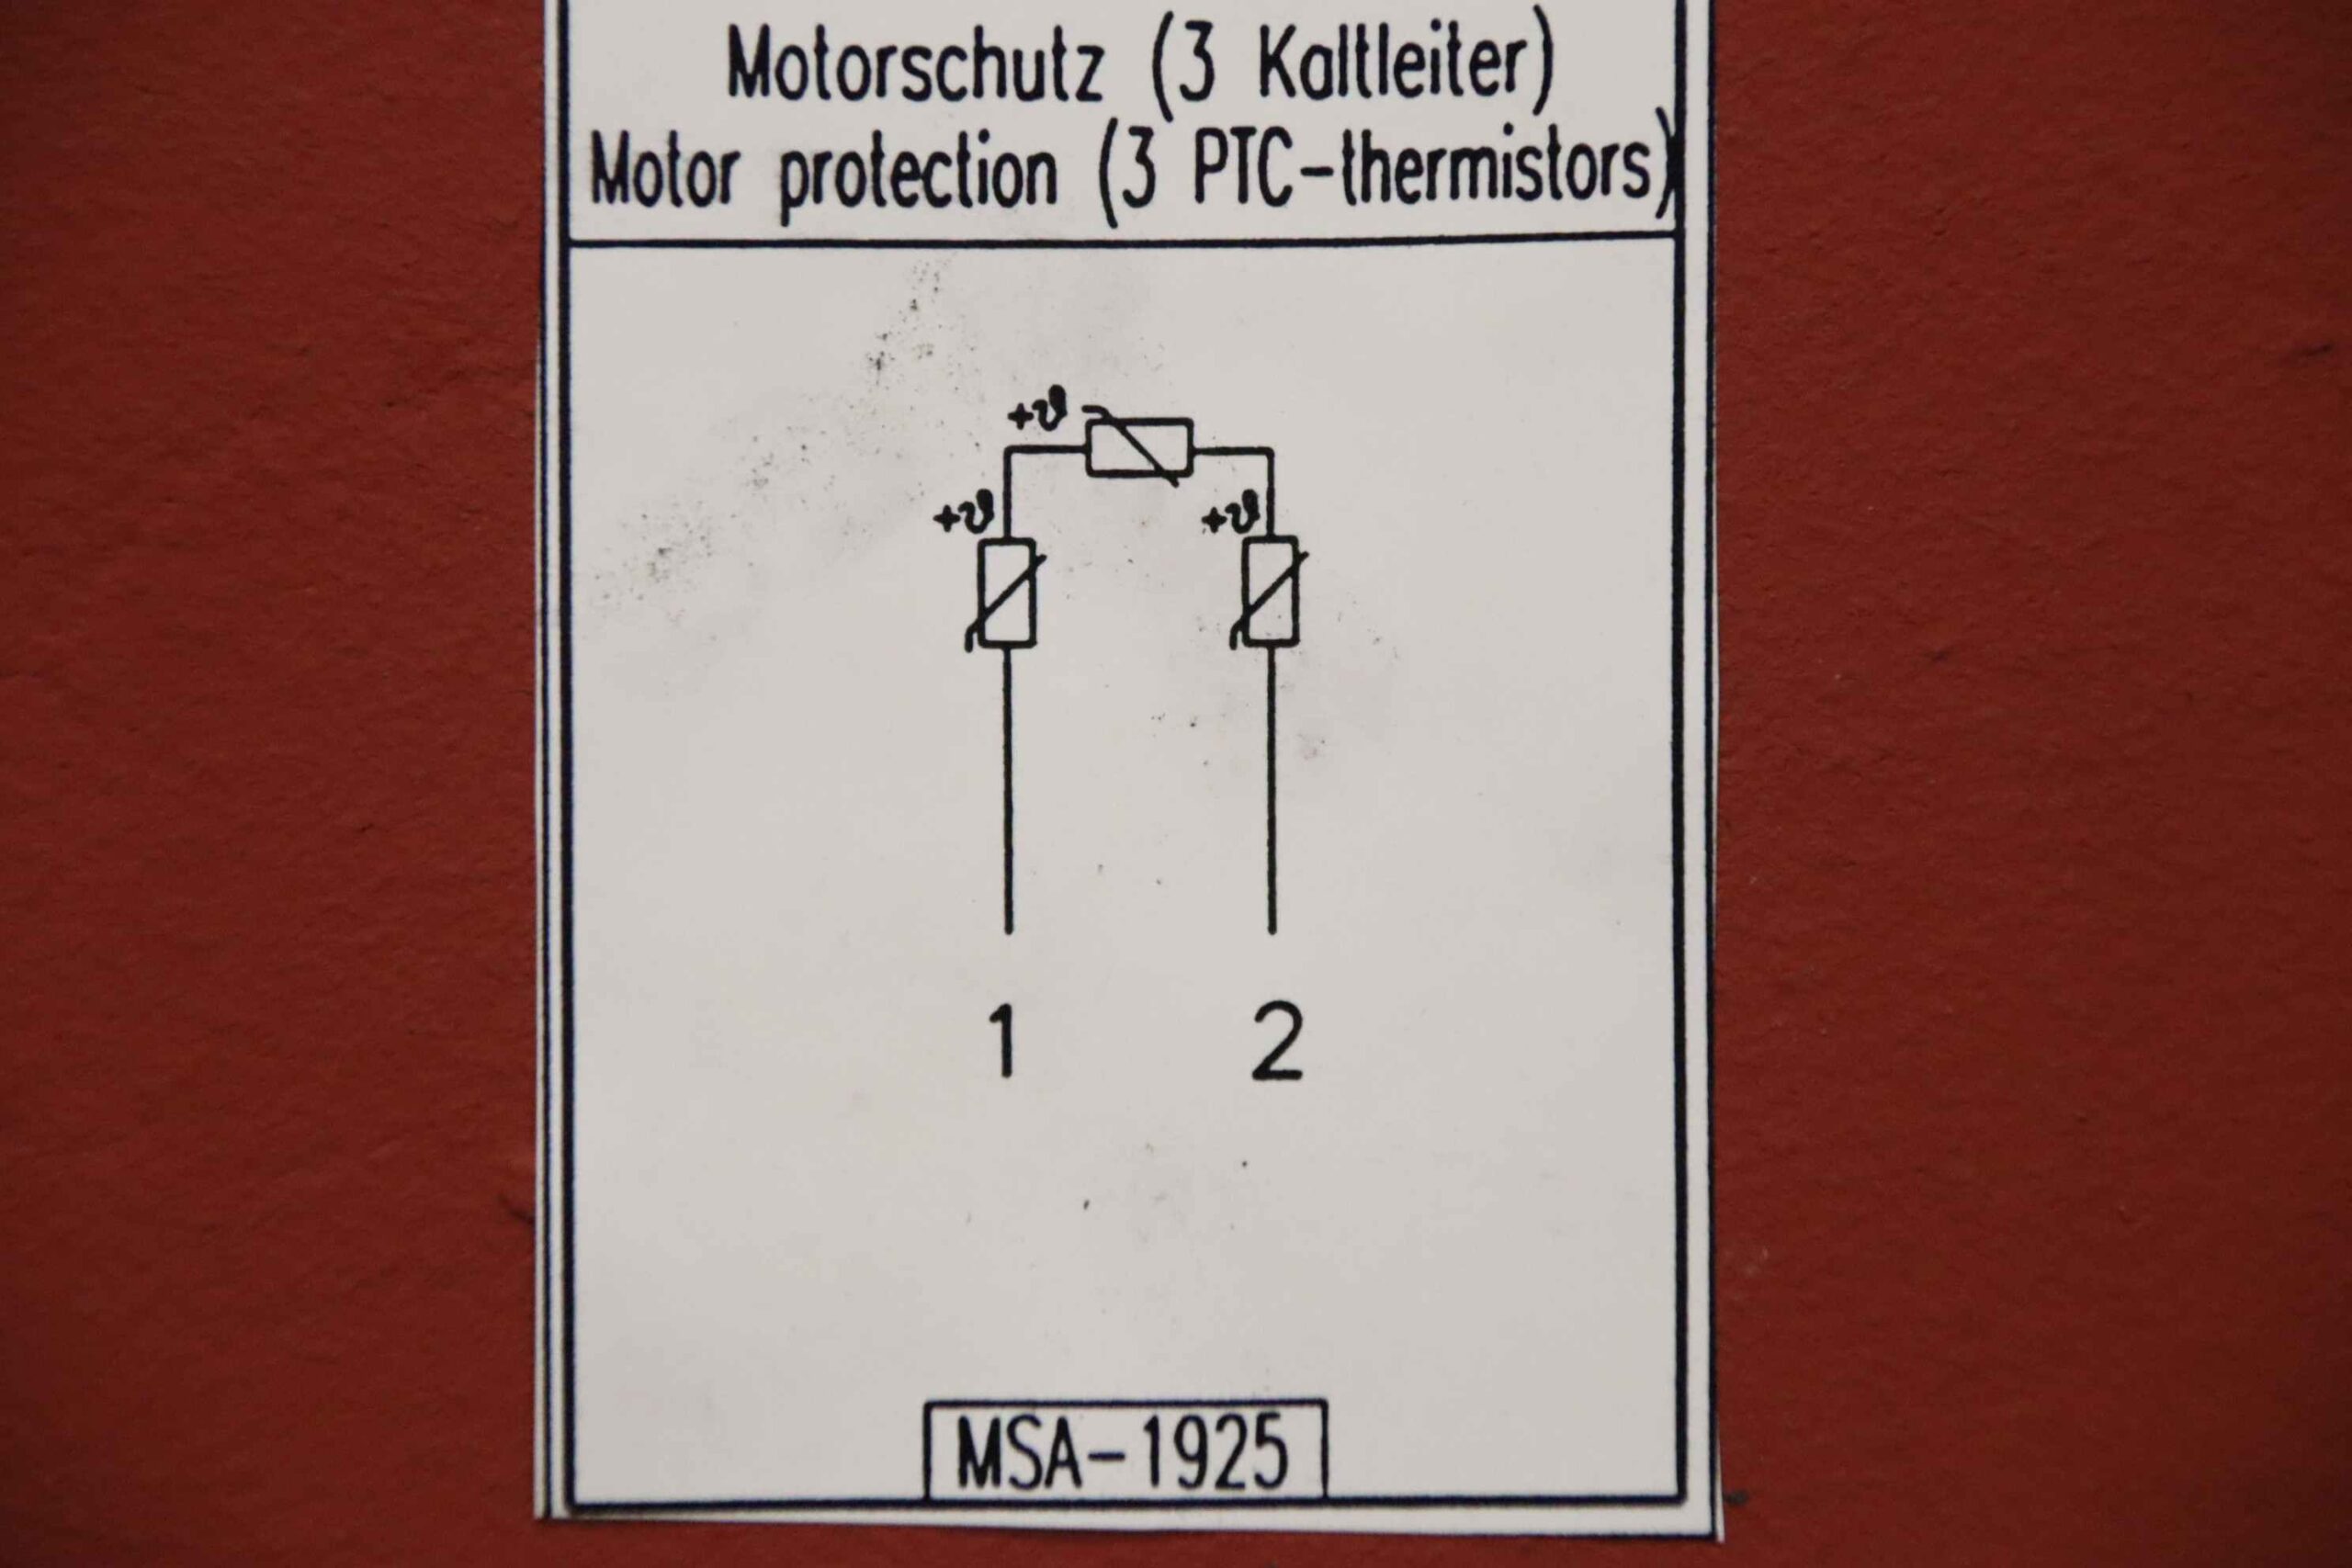 Motorschutz (3 Kaltleiter)
Motor protection (3 PTC-thermistors)
+ϑ
+ϑ +ϑ
1 2
MSA-1925